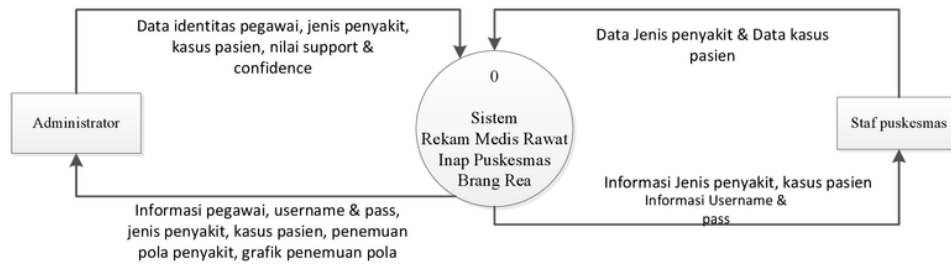 Data identitas pegawai, jenis penyakit,
kasus pasien, nilai support &
confidence
Data Jenis penyakit & Data kasus
pasien
0
Sistem
Rekam Medis Rawat
Inap Puskesmas
Brang Rea
Administrator
Staf puskesmas
Informasi pegawai, username & pass,
jenis penyakit, kasus pasien, penemuan
pola penyakit, grafik penemuan pola
Informasi Jenis penyakit, kasus pasien
Informasi Username &
pass